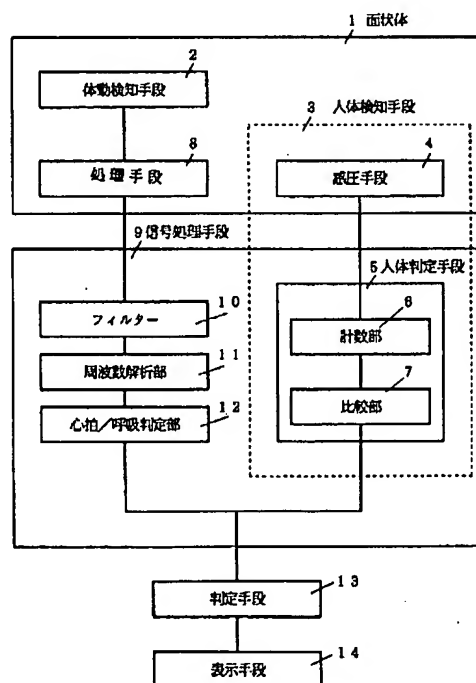 1 面状体
2
体動検知手段
3 人体検知手段
8
処理手段
4
感圧手段
9 信号処理手段
5 人体判定手段
10
フィルター
6
計数部
11
周波数解析部
7
比較部
12
心拍/呼吸判定部
13
判定手段
14
表示手段